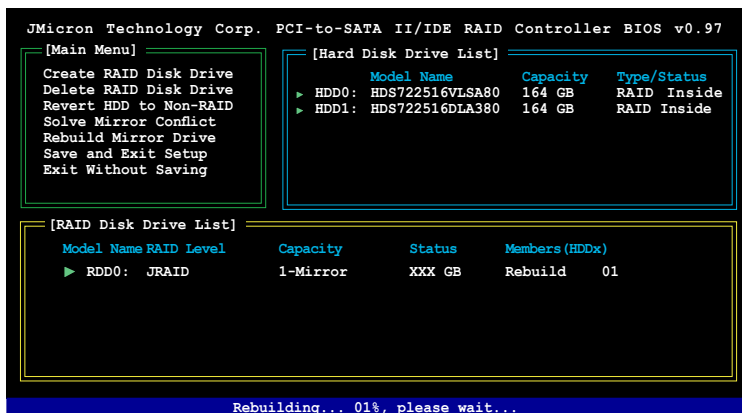 JMicron Technology Corp. PCI-to-SATA II/IDE RAID Controller BIOS v0.97
[Main Menu]
Create RAID Disk Drive
Delete RAID Disk Drive
Revert HDD to Non-RAID
Solve Mirror Conflict
Rebuild Mirror Drive
Save and Exit Setup
Exit Without Saving
[Hard Disk Drive List]
Model Name Capacity Type/Status
HDD0: HDS722516VLSA80 164 GB RAID Inside
HDD1: HDS722516DLA380 164 GB RAID Inside
[RAID Disk Drive List]
Model Name RAID Level Capacity Status Members(HDDx)
RDD0: JRAID 1-Mirror XXX GB Rebuild 01
Rebuilding... 01%, please wait...